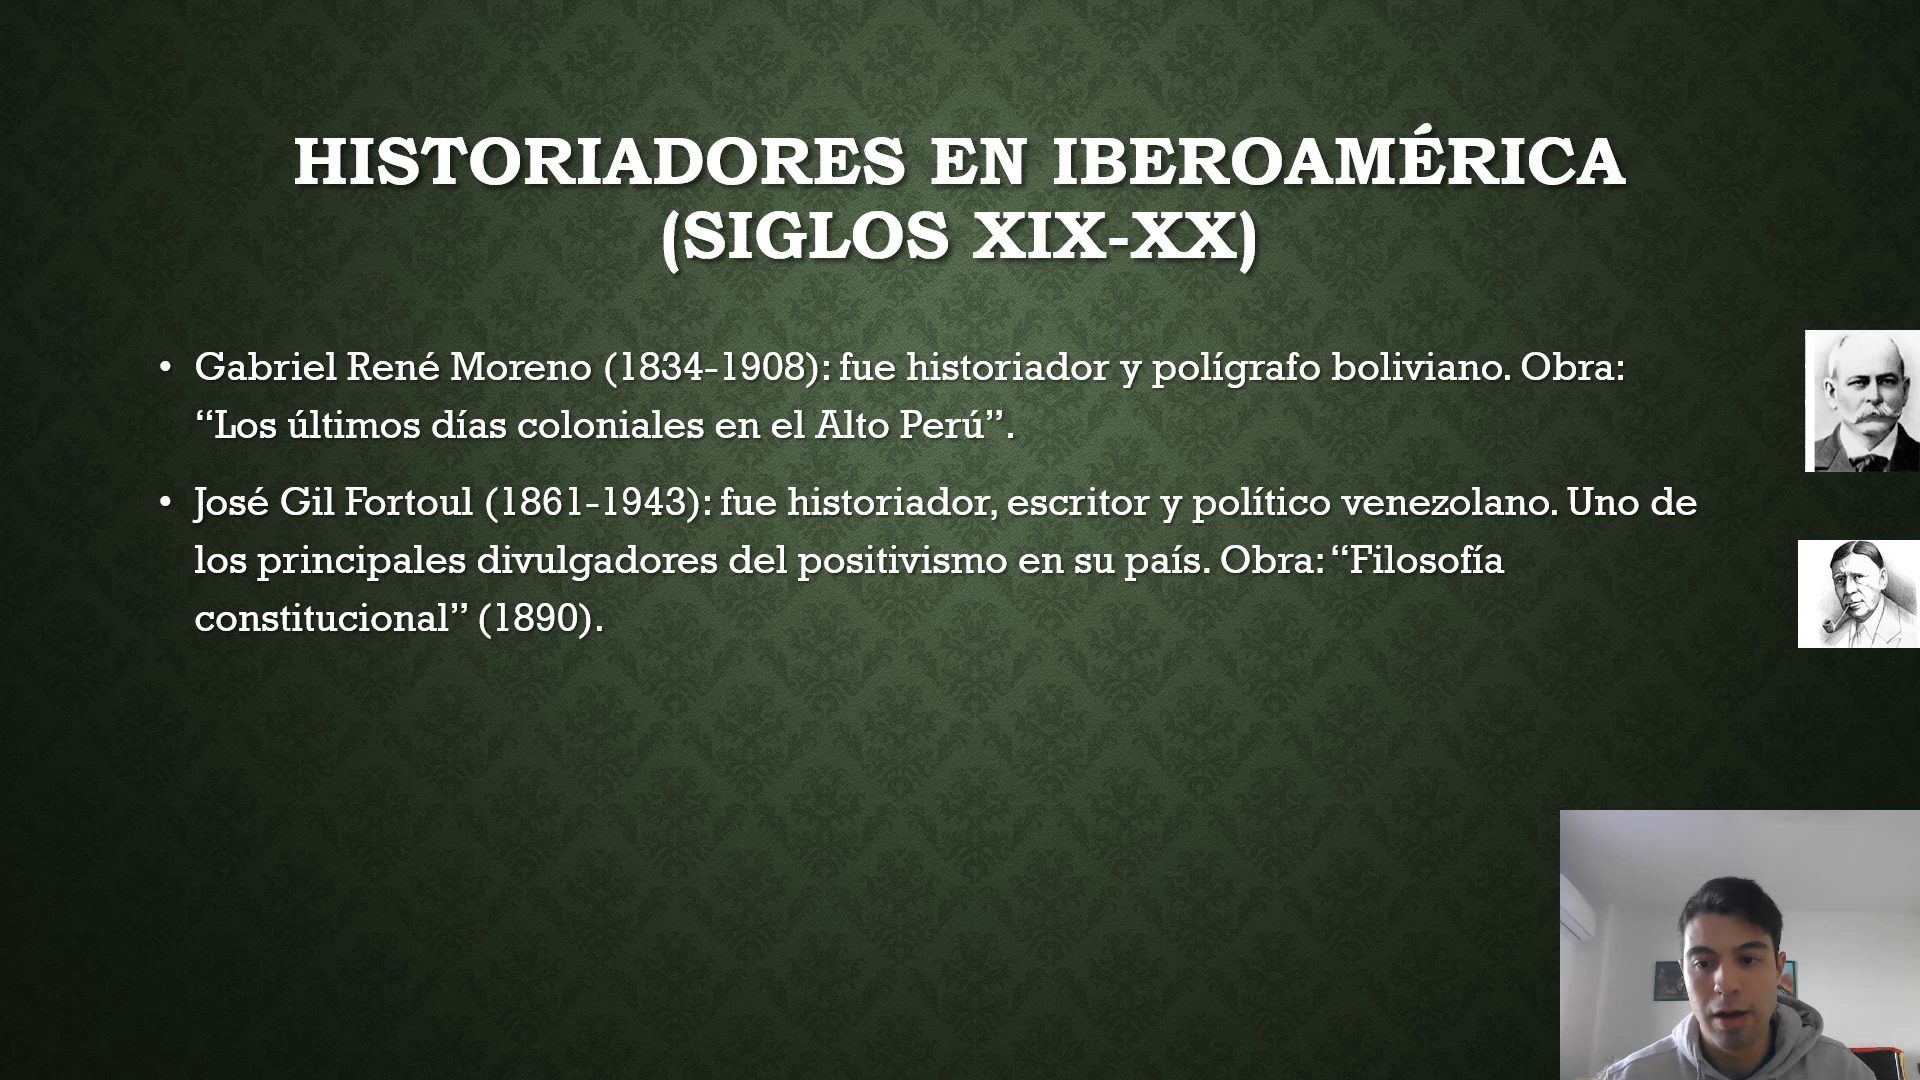 HISTORIADORES EN IBEROAMÉRICA
(SIGLOS XIX-XX)
• Gabriel René Moreno (1834-1908): fue historiador y polígrafo boliviano. Obra:
“Los últimos días coloniales en el Alto Perú”.
• José Gil Fortoul (1861-1943): fue historiador, escritor y político venezolano. Uno de
los principales divulgadores del positivismo en su país. Obra: “Filosofía
constitucional” (1890).